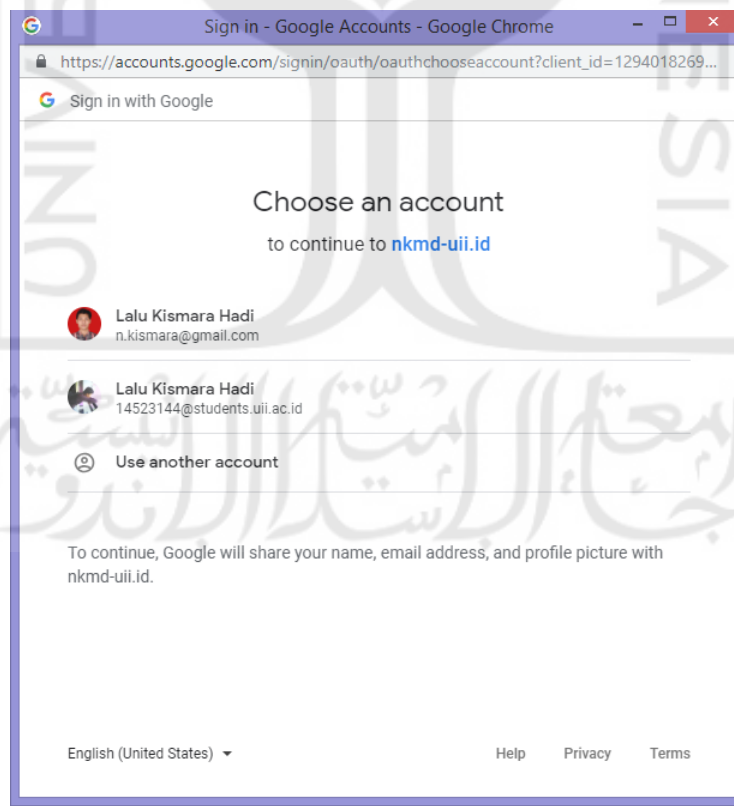 Sign in - Google Accounts - Google Chrome
https://accounts.google.com/signin/oauth/oauthchooseaccount?client_id=1294018269...
Sign in with Google
Choose an account
to continue to nkmd-uii.id
Lalu Kismara Hadi
n.kismara@gmail.com
Lalu Kismara Hadi
14523144@students.uii.ac.id
Use another account
To continue, Google will share your name, email address, and profile picture with
nkmd-uii.id.
English (United States)
Help Privacy Terms